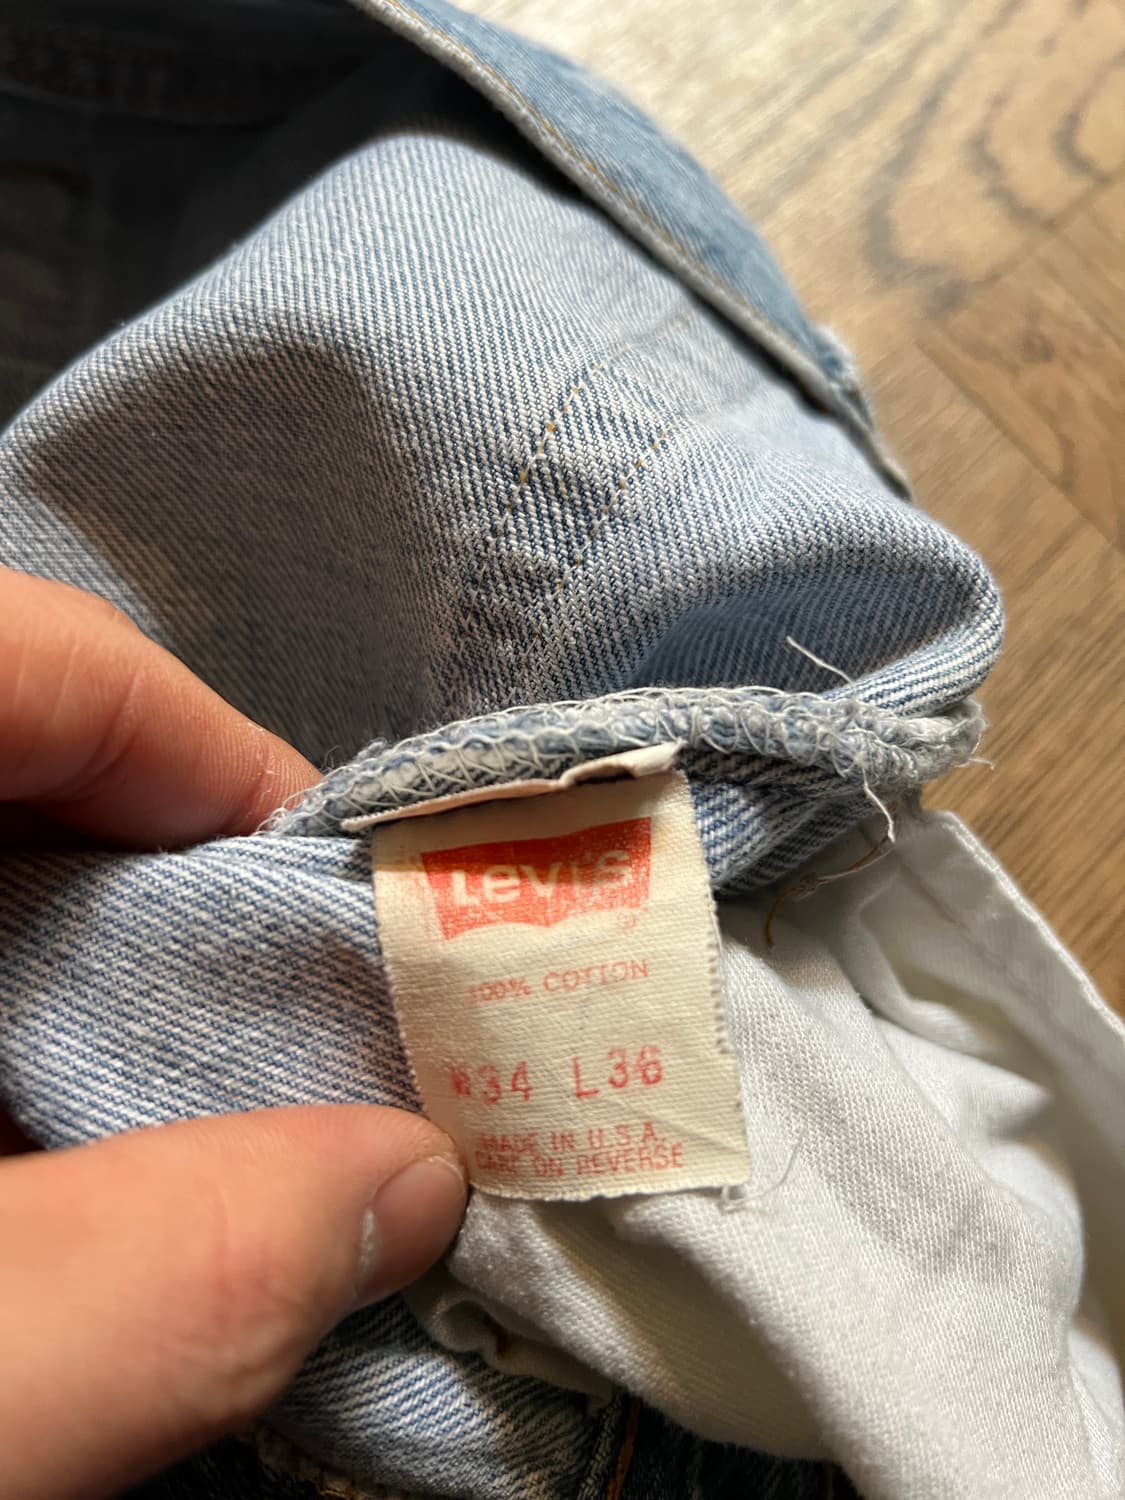 Levi's
®
100% COTTON
W34 L36
MADE IN U.S.A.
CARE ON REVERSE